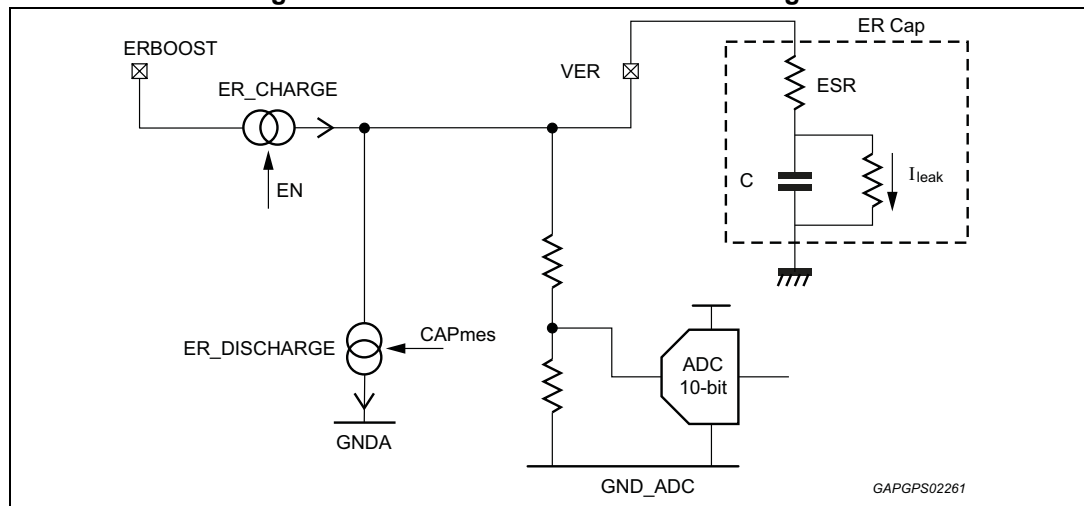 ER Cap
ERBOOST
VER
ER_CHARGE
ESR
EN
C
Ileak
ER_DISCHARGE
CAPmes
ADC
10-bit
GNDA
GND_ADC
GAPGPS02261